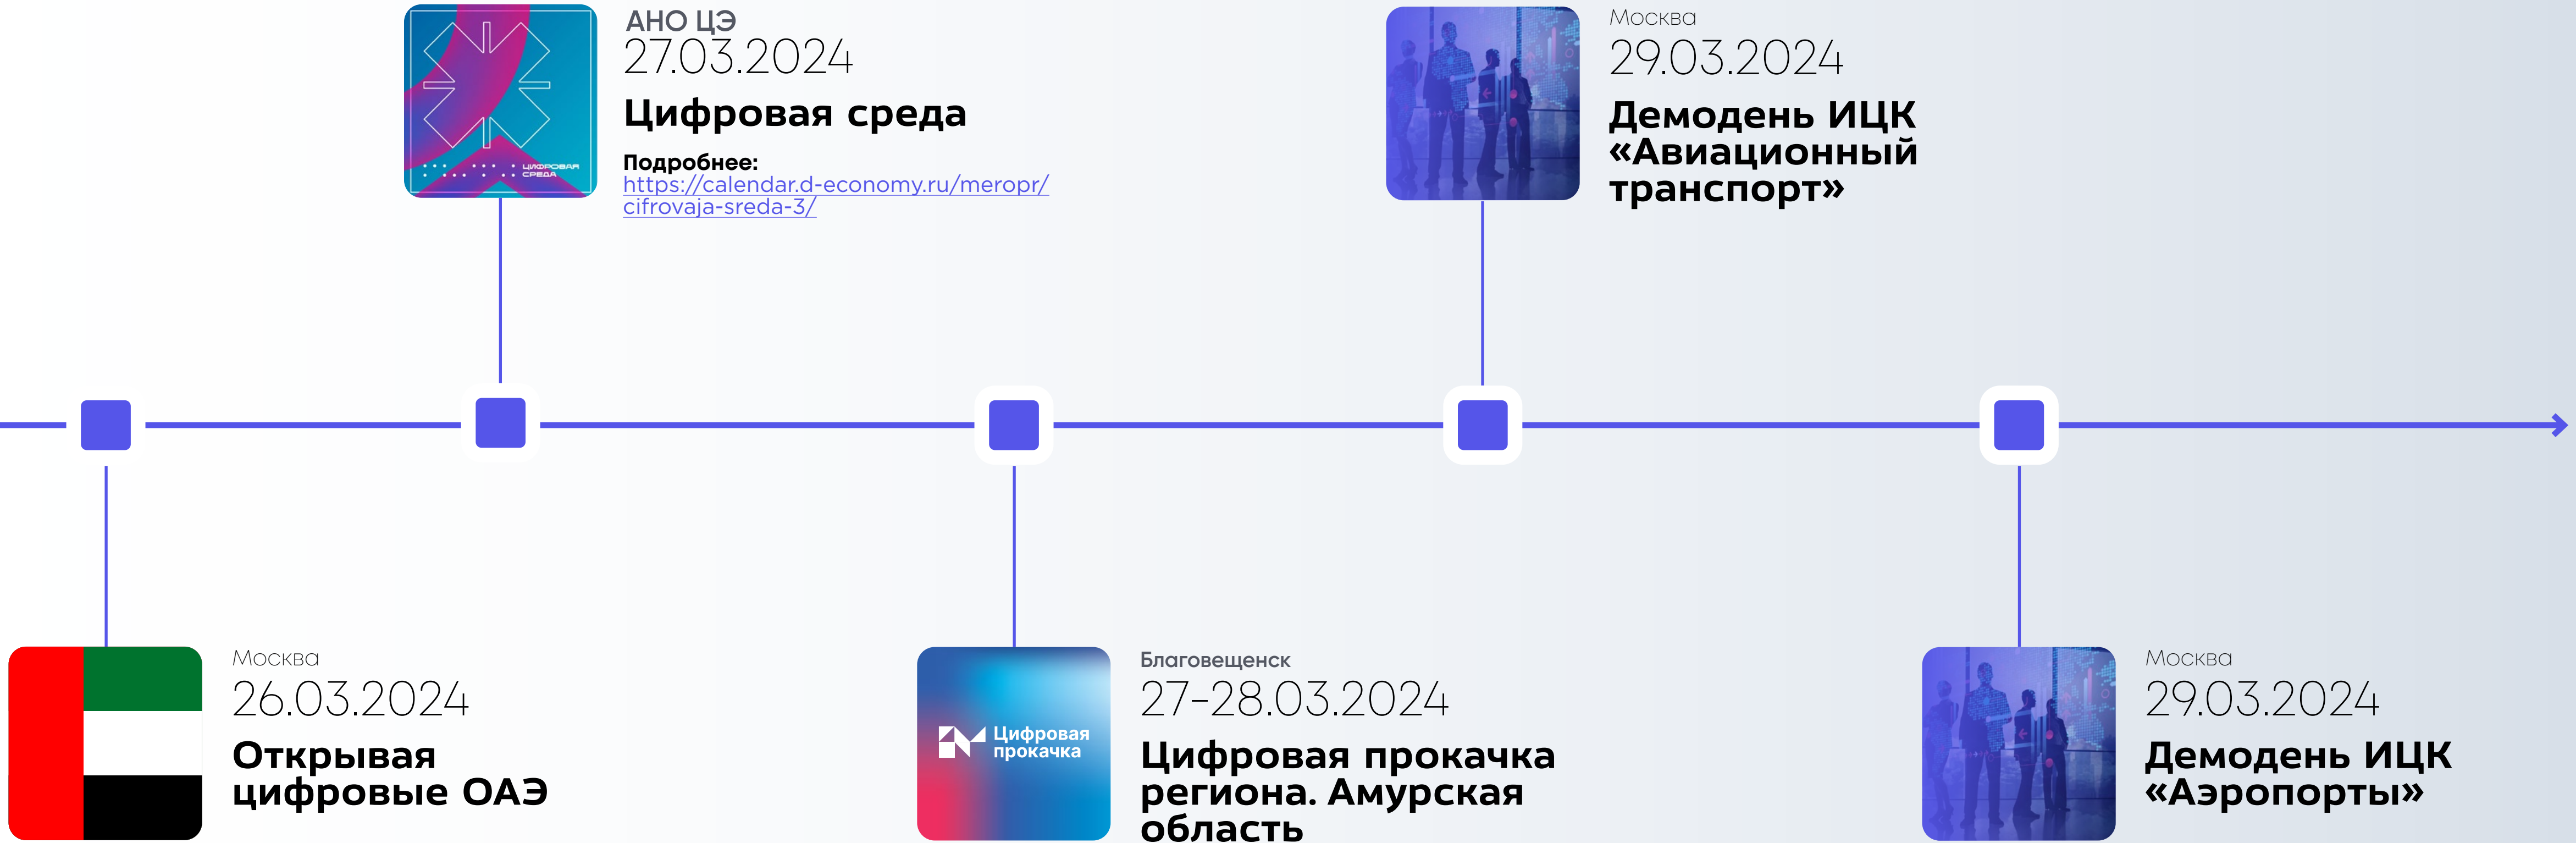 АНО ЦЭ
27.03.2024
Цифровая среда
Подробнее:
https://calendar.d-economy.ru/meropr/
cifrovaja-sreda-3/
ЦИФРОВАЯ
СРЕДА
Москва
29.03.2024
Демодень ИЦК
«Авиационный
транспорт»
Москва
26.03.2024
Открывая
цифровые ОАЭ
Цифровая
прокачка
Благовещенск
27-28.03.2024
Цифровая прокачка
региона. Амурская
область
Москва
29.03.2024
Демодень ИЦК
«Аэропорты»